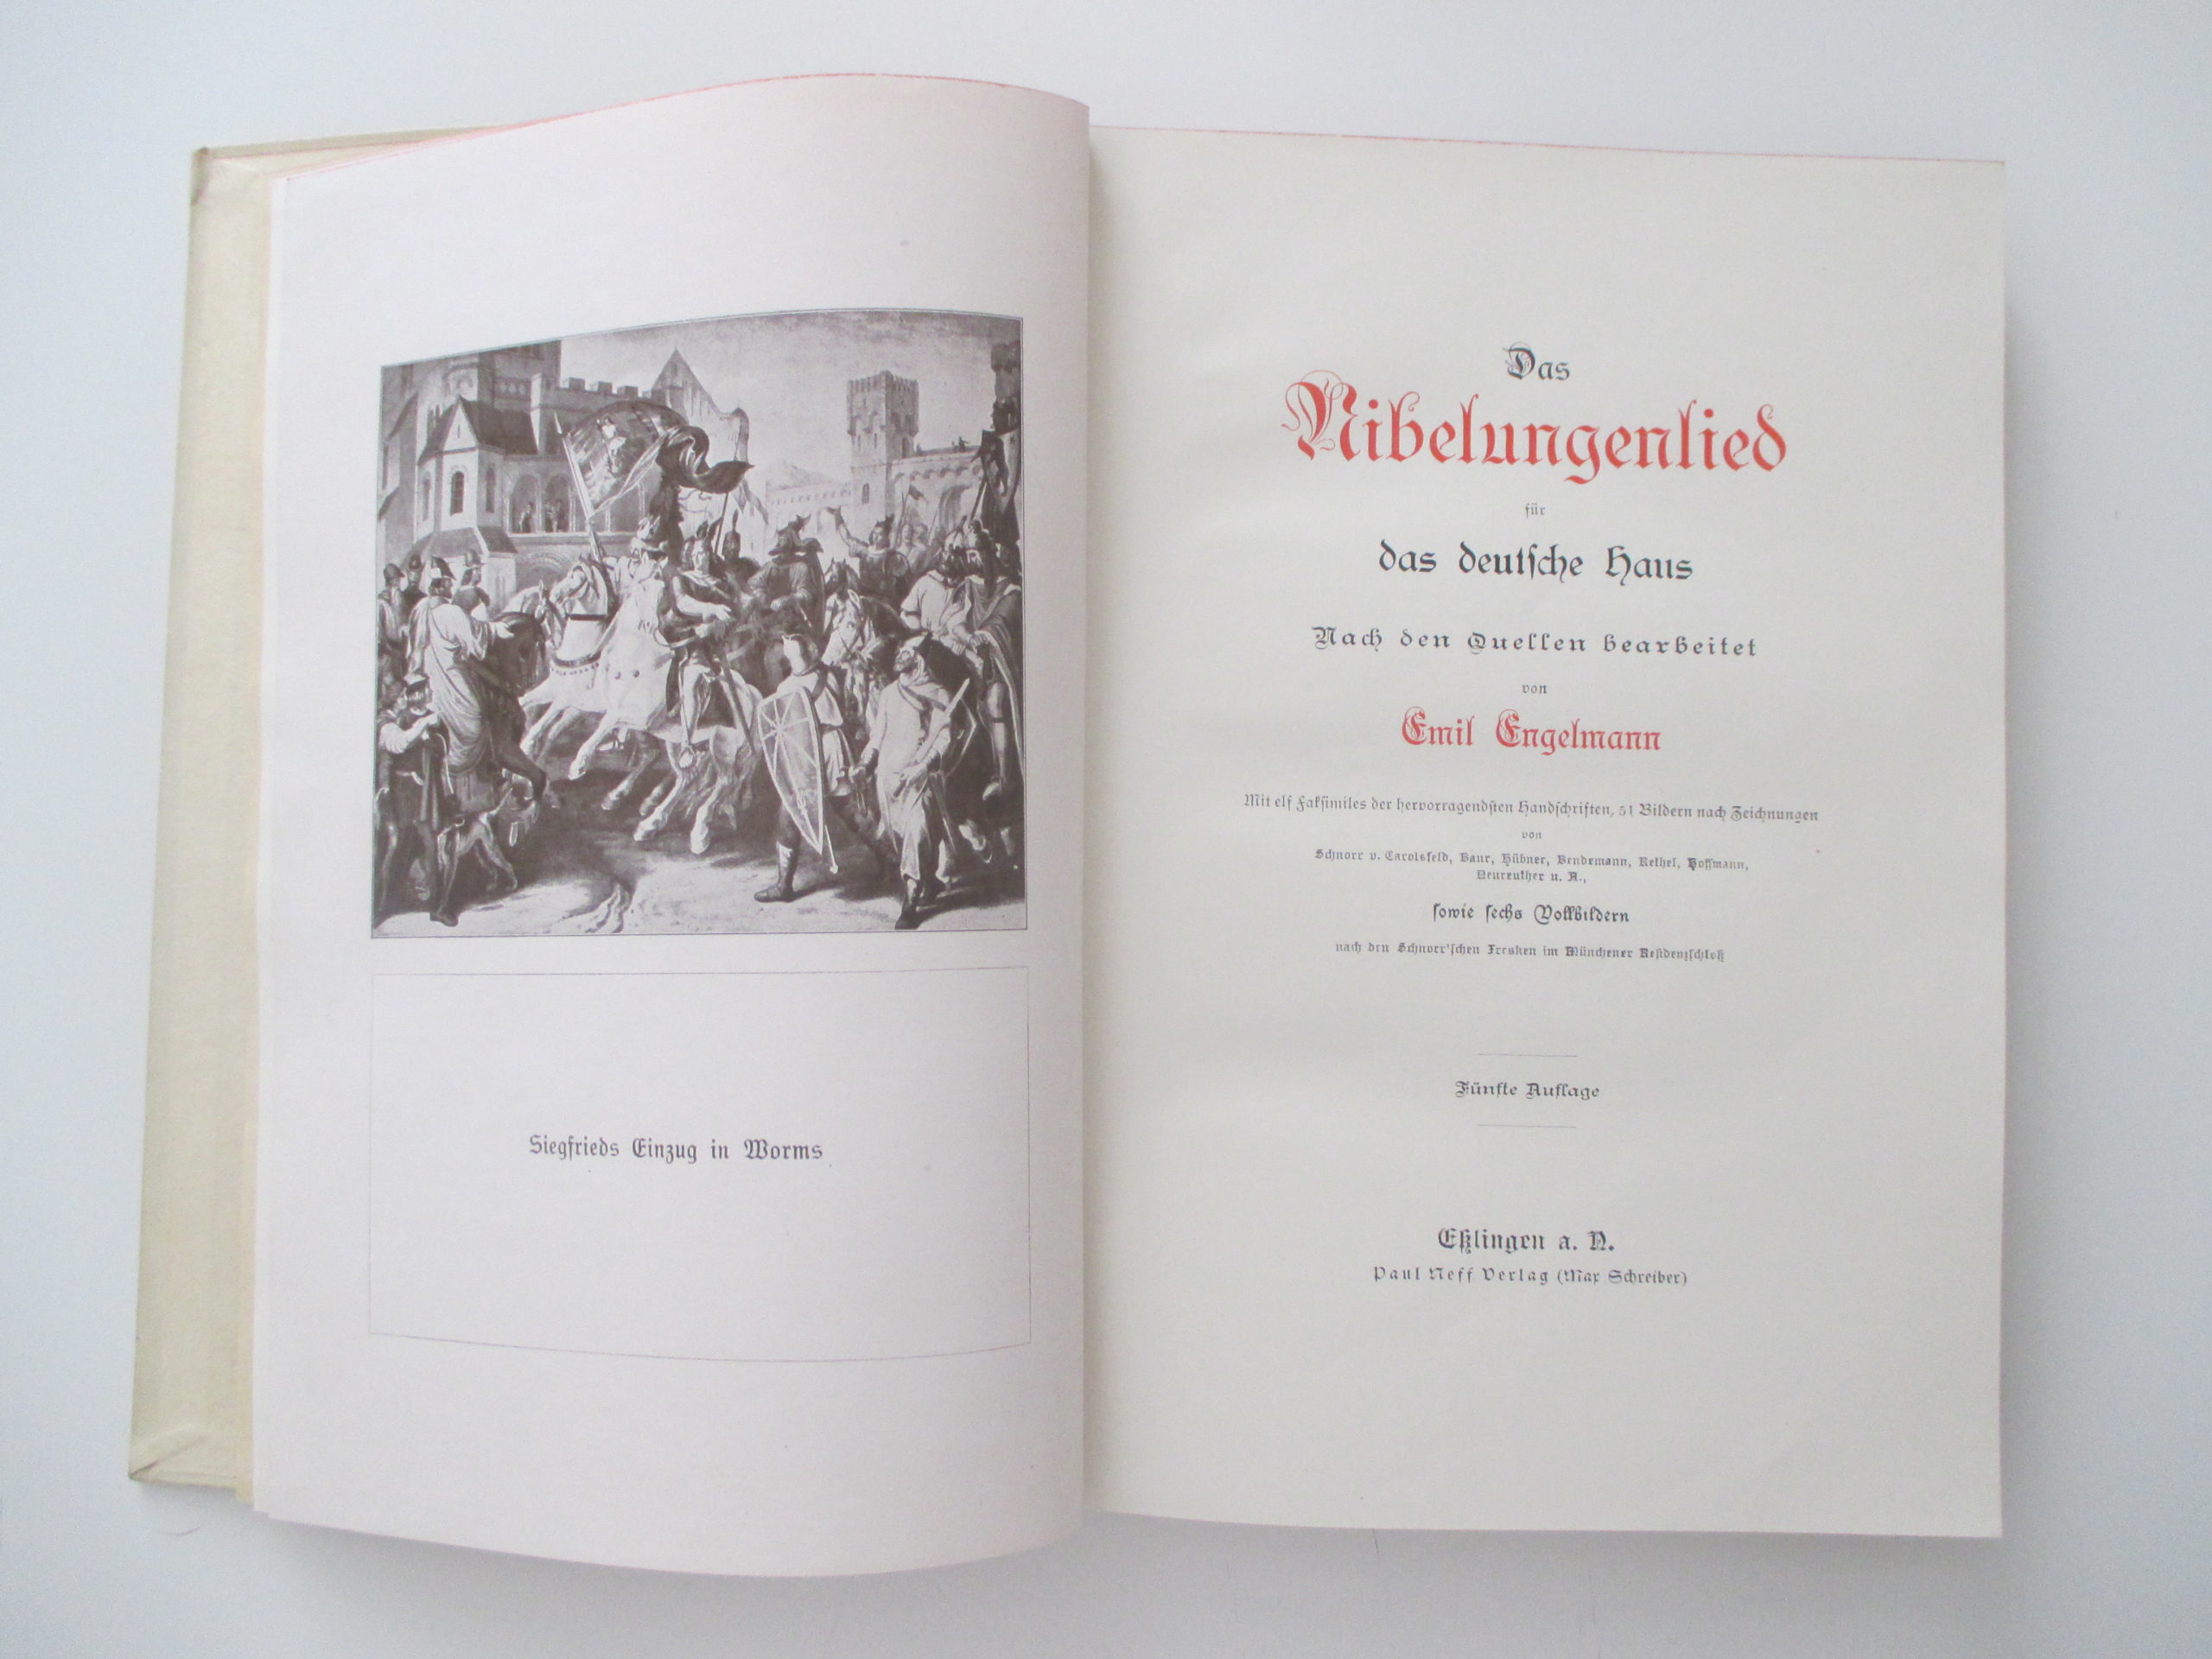 Siegfrieds Einzug in Worms
Das
Nibelungenlied
für
das deutsche Haus
Nach den Quellen bearbeitet
von
Emil Engelmann
Mit elf Faksimiles der hervorragendsten Handschriften, 51 Bildern nach Zeichnungen
von
Schnorr v. Carolsfeld, Baur, Hübner, Bendemann, Rethel, Hoffmann,
Neureuther u. A.,
sowie sechs Vollbildern
nach den Schnorr'schen Fresken im Münchener Residenzschloß
Fünfte Auflage
Eßlingen a. N.
Paul Neff Verlag (Max Schreiber)